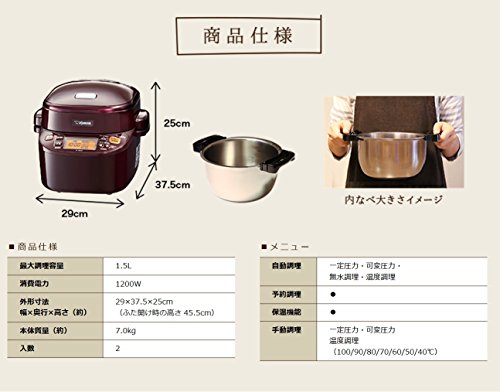 商品仕様
25cm
37.5cm
29cm
内なべ大きさイメージ
■商品仕様
最大調理容量 1.5L
消費電力 1200W
外形寸法 29×37.5×25cm
幅×奥行×高さ（約） （ふた開け時の高さ 45.5cm）
本体質量（約） 7.0kg
入数 2
■メニュー
自動調理 一定圧力・可変圧力・
無水調理・温度調理
予約調理 ●
保温機能 ●
手動調理 一定圧力・可変圧力
温度調理
（100/90/80/70/60/50/40℃）